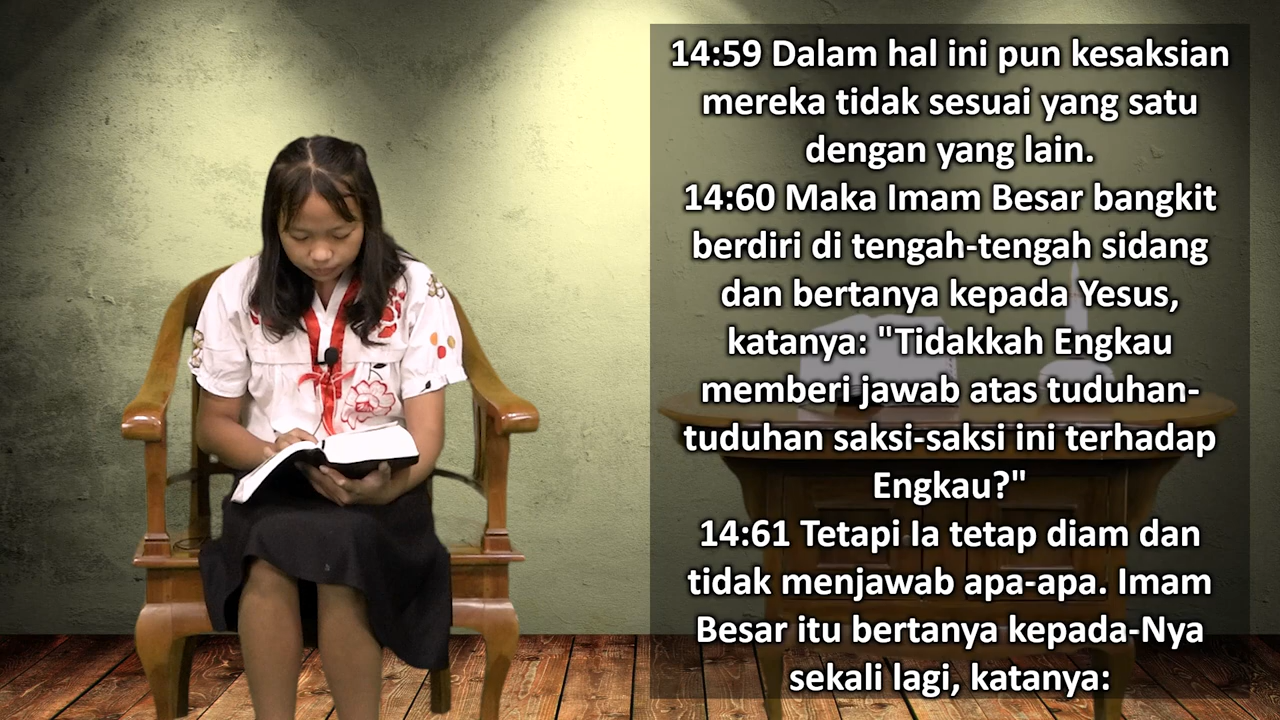 14:59 Dalam hal ini pun kesaksian
mereka tidak sesuai yang satu
dengan yang lain.
14:60 Maka Imam Besar bangkit
berdiri di tengah-tengah sidang
dan bertanya kepada Yesus,
katanya: "Tidakkah Engkau
memberi jawab atas tuduhan-
tuduhan saksi-saksi ini terhadap
Engkau?"
14:61 Tetapi Ia tetap diam dan
tidak menjawab apa-apa. Imam
Besar itu bertanya kepada-Nya
sekali lagi, katanya: